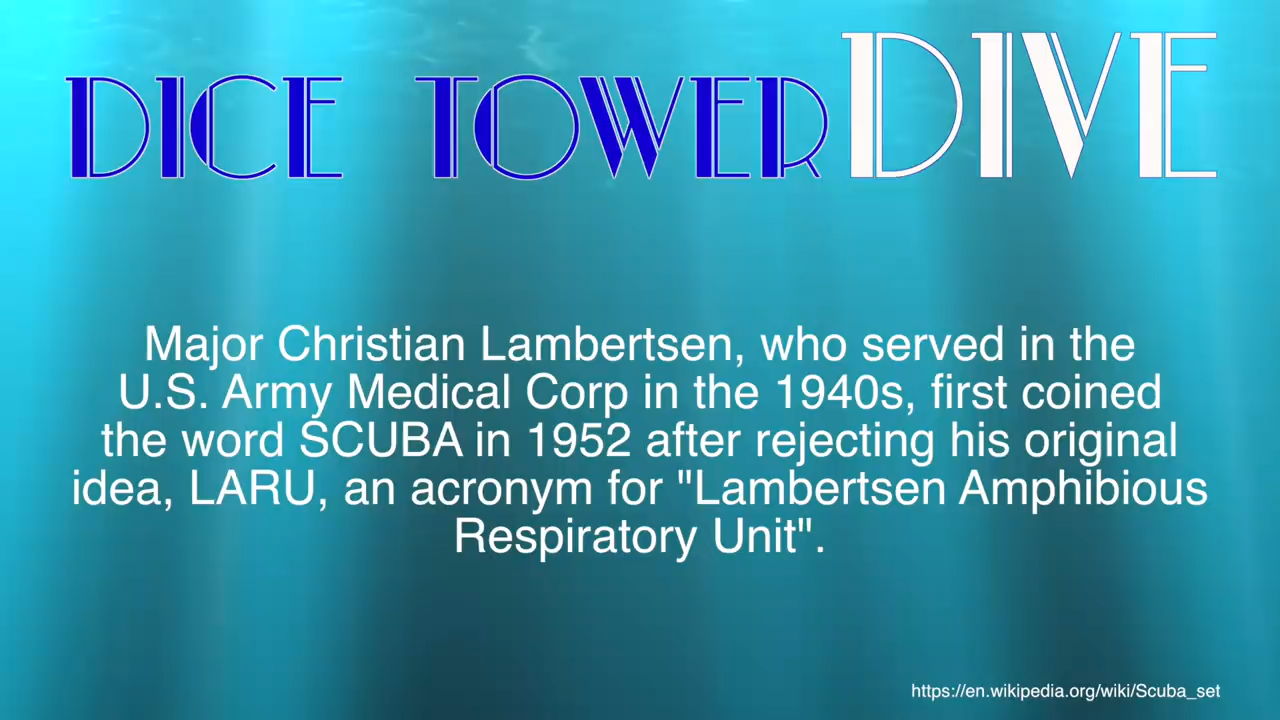 DICE TOWER DIVE
Major Christian Lambertsen, who served in the
U.S. Army Medical Corp in the 1940s, first coined
the word SCUBA in 1952 after rejecting his original
idea, LARU, an acronym for "Lambertsen Amphibious
Respiratory Unit".
https://en.wikipedia.org/wiki/Scuba_set